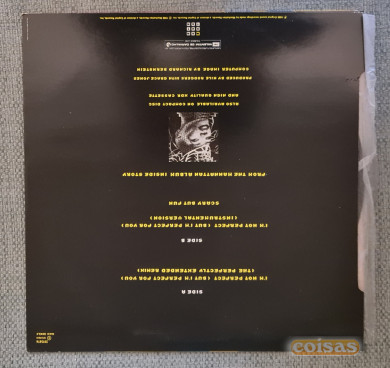 SIDE A
I'M NOT PERFECT (BUT I'M PERFECT FOR YOU)
(THE PERFECTLY EXTENDED REMIX)
SIDE B
I'M NOT PERFECT (BUT I'M PERFECT FOR YOU)
(INSTRUMENTAL VERSION)
SCARY BUT FUN
FROM THE MANHATTAN ALBUM INSIDE STORY
ALSO AVAILABLE ON COMPACT DISC
AND HIGH QUALITY XDR CASSETTE
PRODUCED BY NILE RODGERS WITH GRACE JONES
COMPUTER IMAGE BY RICHARD BERNSTEIN
coisas